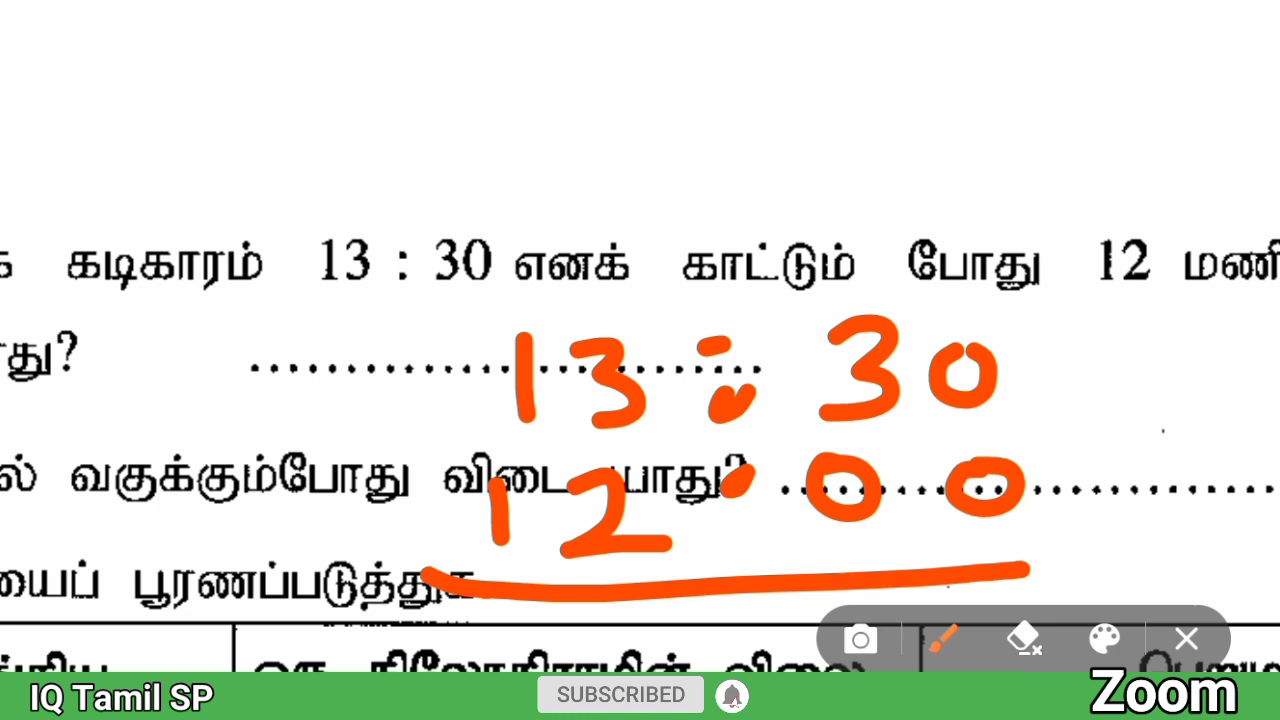 கடிகாரம் 13 : 30 எனக் காட்டும் போது 12 மணி
து?
13 : 30
ல் வகுக்கும்போது விடை யாது?
12 : 00
யைப் பூரணப்படுத்துக
ஒரு கிலோகிராமின் விலை
IQ Tamil SP
SUBSCRIBED
Zoom